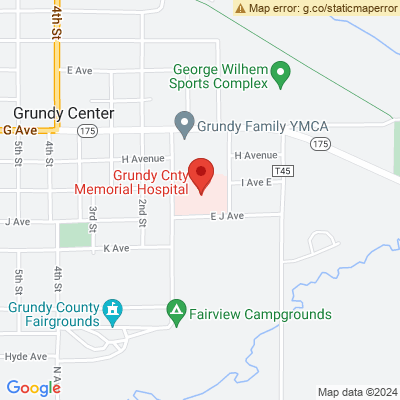 Map error: g.co/staticmaperror
4th St
E Ave
George Wilhem
Sports Complex
Grundy Center
G Ave
175
Grundy Family YMCA
175
5th St
4th St
H Avenue
H Avenue
Grundy Cnty
Memorial Hospital
T45
I Ave E
J Ave
3rd St
2nd St
E J Ave
K Ave
5th St
4th St
Grundy County
Fairgrounds
Fairview Campgrounds
Hyde Ave
N A
Google
Map data ©2024